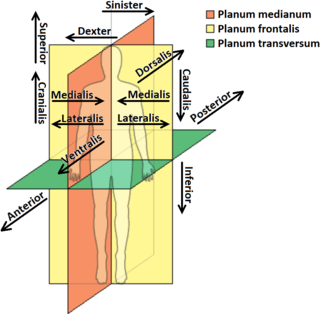 Sinister
Dexter
Superior
Cranialis
Dorsalis
Medialis
Medialis
Caudalis
Posterior
Lateralis
Lateralis
Ventralis
Anterior
Inferior
Planum medianum
Planum frontalis
Planum transversum